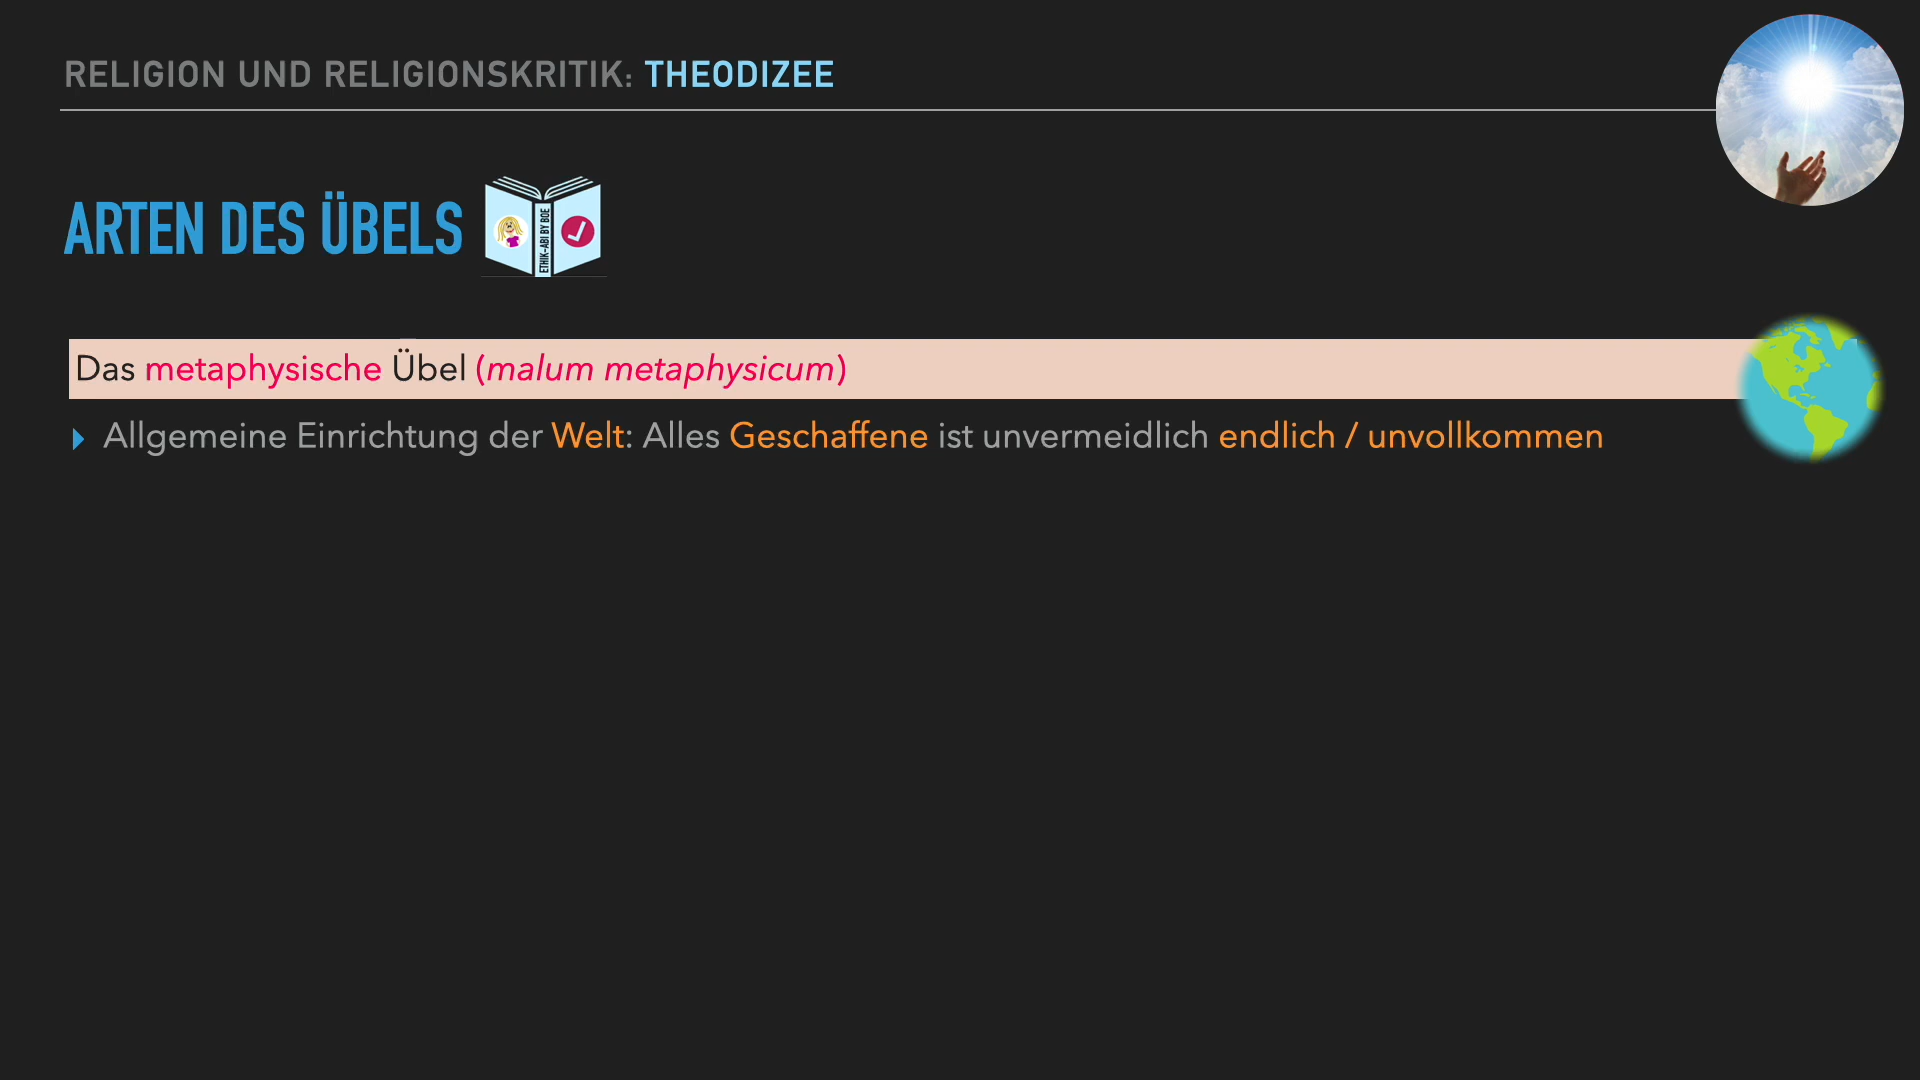 RELIGION UND RELIGIONSKRITIK: THEODIZEE
ARTEN DES ÜBELS
ETHIK-ABI BY BOE
Das metaphysische Übel (malum metaphysicum)
Allgemeine Einrichtung der Welt: Alles Geschaffene ist unvermeidlich endlich / unvollkommen